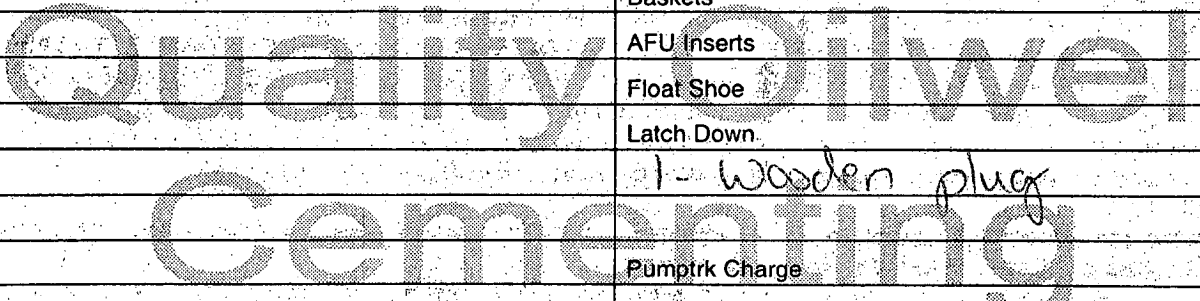 Baskets
AFU Inserts
Quality Oilwel
Float Shoe
Latch Down
1- Wooden plug
Cementing
Pumptrk Charge